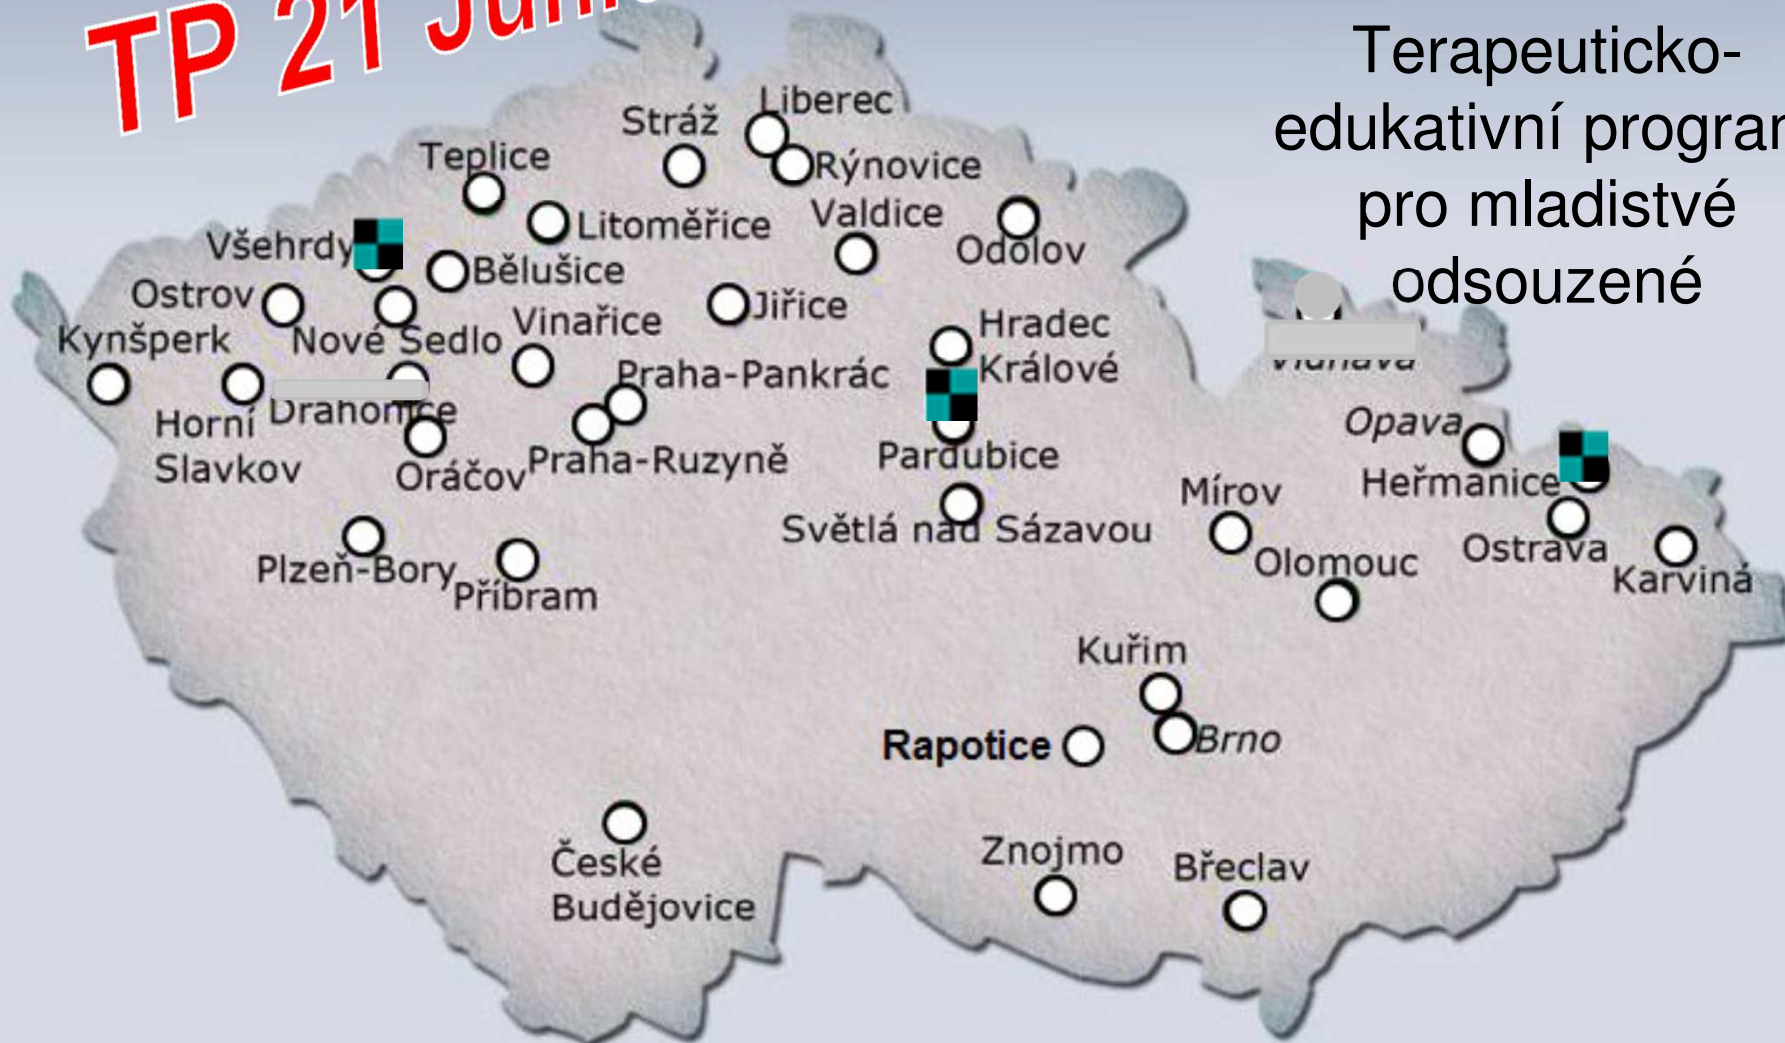 TP 21
Terapeuticko-
edukativní
pro mladistvé
odsouzené
Liberec
Stráž
Teplice
Rýnovice
Valdice
Litoměřice
Všehrdy
Odolov
Bělušice
Ostrov
Jiřice
Vinařice
Hradec
Králové
Kynšperk
Nové Sedlo
Praha-Pankrác
Drahonice
Horní
Slavkov
Opava
Oráčov
Praha-Ruzyně
Pardubice
Heřmanice
Mírov
Světlá nad Sázavou
Ostrava
Olomouc
Karviná
Plzeň-Bory
Příbram
Kuřim
Rapotice
Brno
České
Budějovice
Znojmo
Břeclav